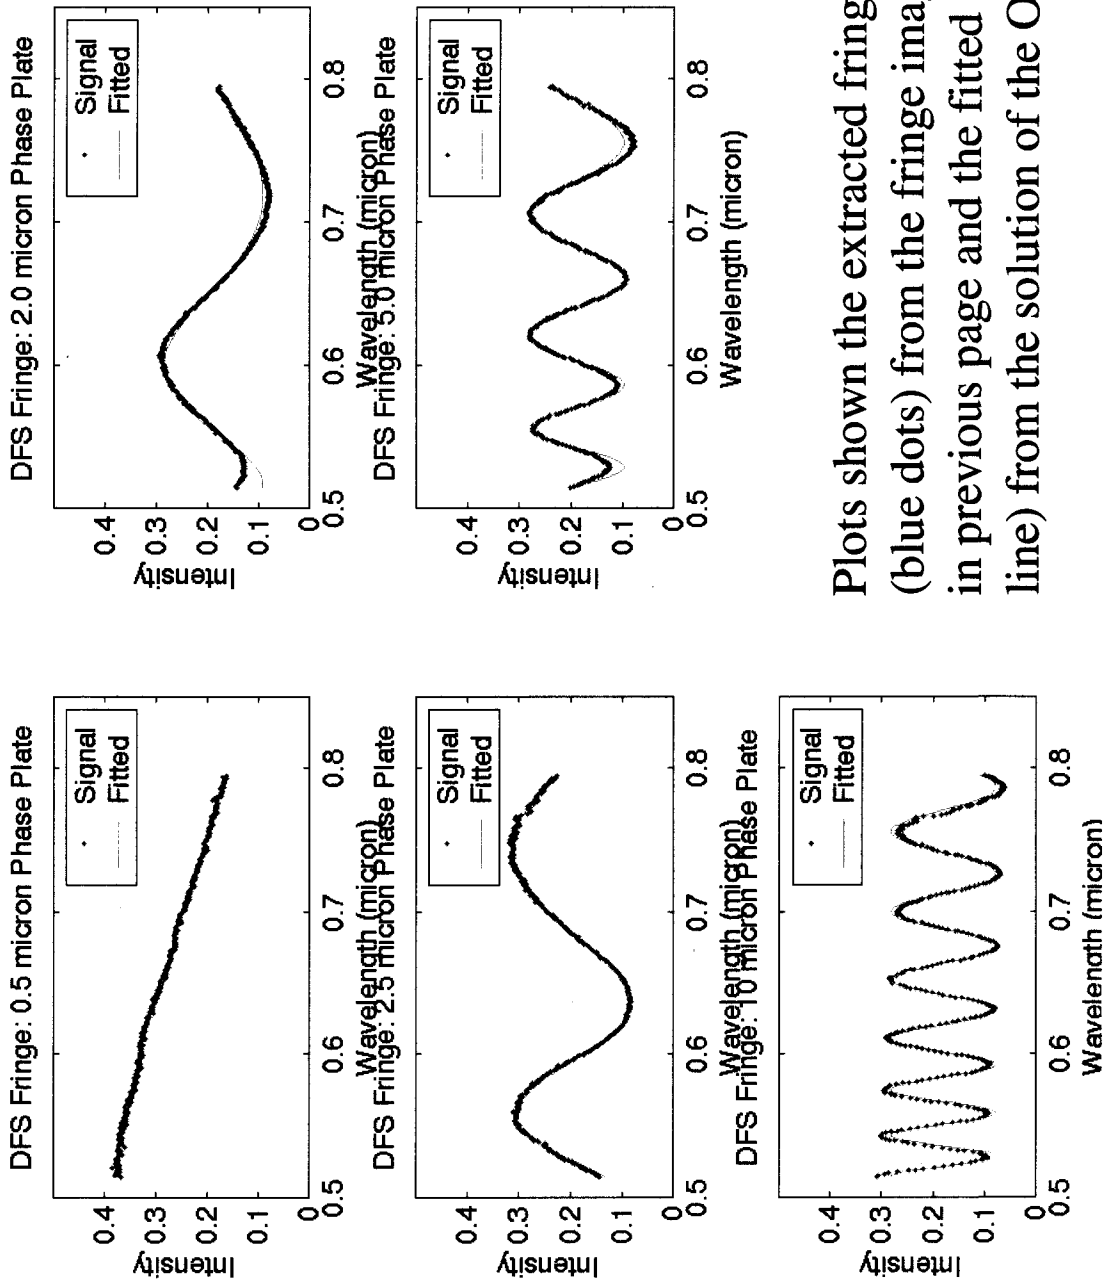 DFS Fringe: 0.5 micron Phase Plate
Signal
Fitted
Intensity
0.4
0.3
0.2
0.1
0
0.5 0.6 0.7 0.8
Wavelength (micron)
DFS Fringe: 2.0 micron Phase Plate
Signal
Fitted
Intensity
0.4
0.3
0.2
0.1
0
0.5 0.6 0.7 0.8
Wavelength (micron)
DFS Fringe: 2.5 micron Phase Plate
Signal
Fitted
Intensity
0.4
0.3
0.2
0.1
0
0.5 0.6 0.7 0.8
Wavelength (micron)
DFS Fringe: 5.0 micron Phase Plate
Signal
Fitted
Intensity
0.4
0.3
0.2
0.1
0
0.5 0.6 0.7 0.8
Wavelength (micron)
DFS Fringe: 10 micron Phase Plate
Signal
Fitted
Intensity
0.4
0.3
0.2
0.1
0
0.5 0.6 0.7 0.8
Wavelength (micron)
Plots shown the extracted fring
(blue dots) from the fringe ima
in previous page and the fitted
line) from the solution of the O